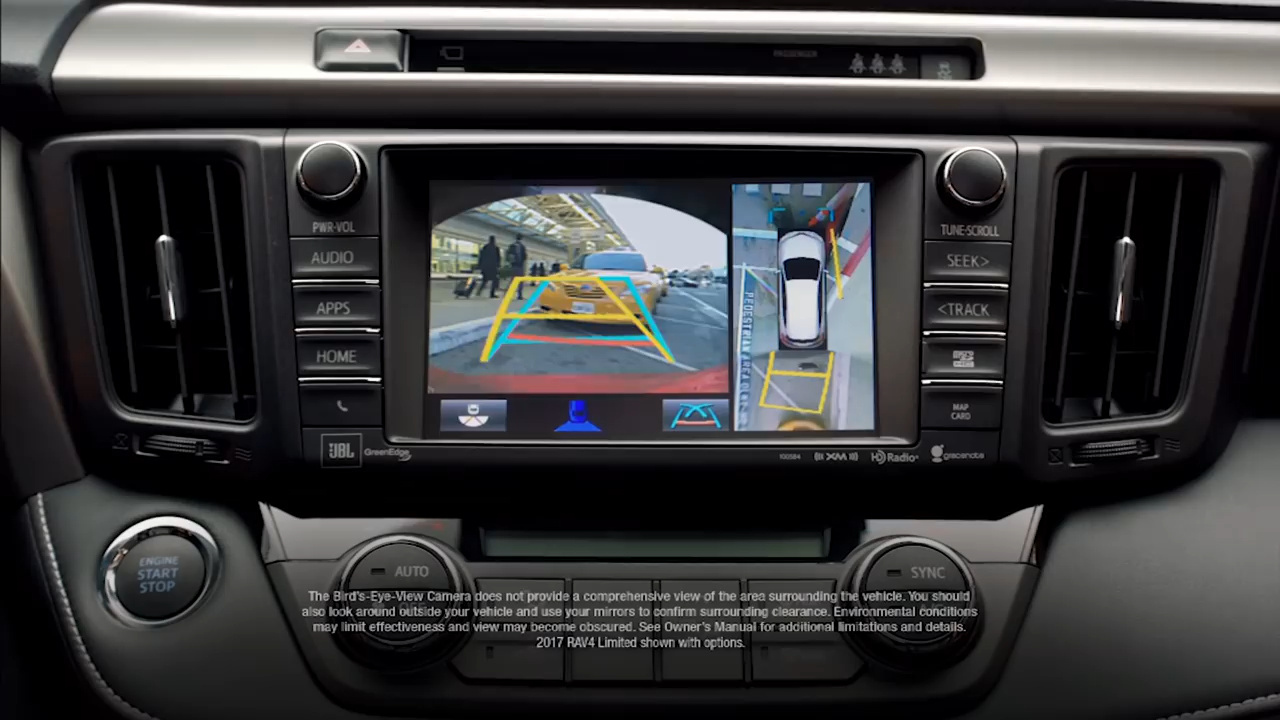 PWR-VOL
AUDIO
APPS
HOME
JBL
GreenEdge
TUNE-SCROLL
SEEK>
<TRACK
MAP
CARD
100584
((XM))
HD Radio
gracenote
ENGINE
START
STOP
AUTO
SYNC
The Bird's-Eye-View Camera does not provide a comprehensive view of the area surrounding the vehicle. You should
also look around outside your vehicle and use your mirrors to confirm surrounding clearance. Environmental conditions
may limit effectiveness and view may become obscured. See Owner's Manual for additional limitations and details.
2017 RAV4 Limited shown with options.